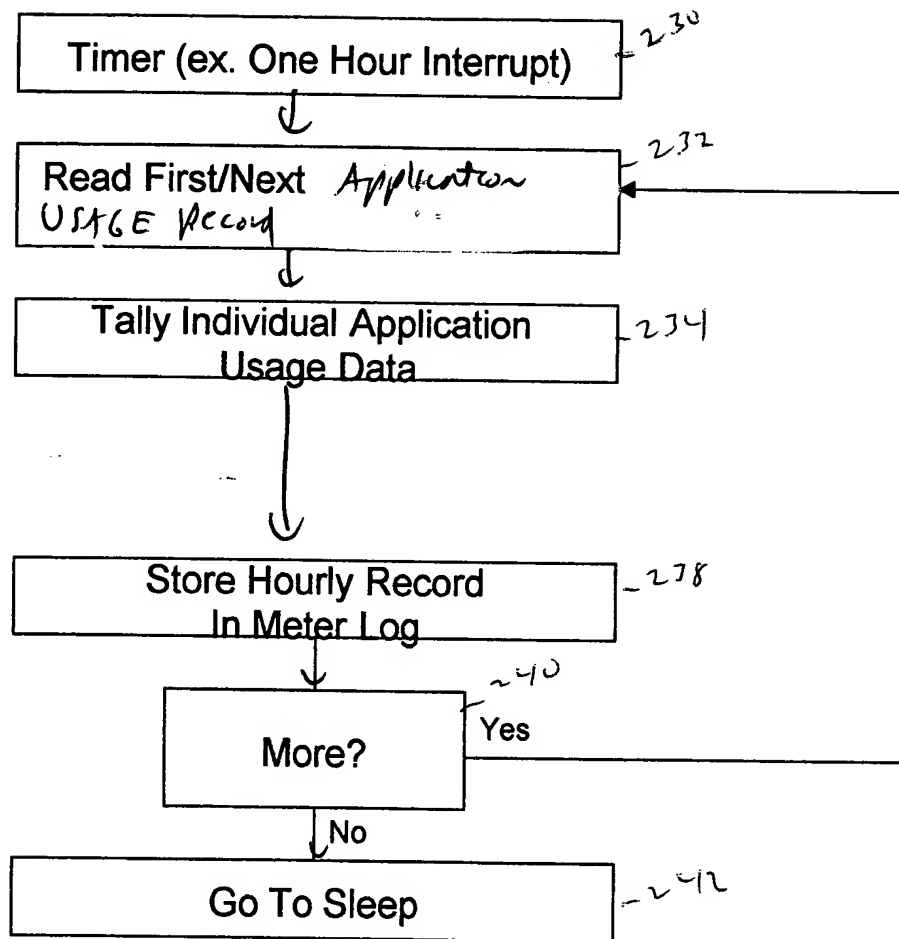 Timer (ex. One Hour Interrupt)
230
Read First/Next Application
232
USAGE Record
Tally Individual Application
234
Usage Data
Store Hourly Record
238
In Meter Log
240
More?
Yes
No
Go To Sleep
242